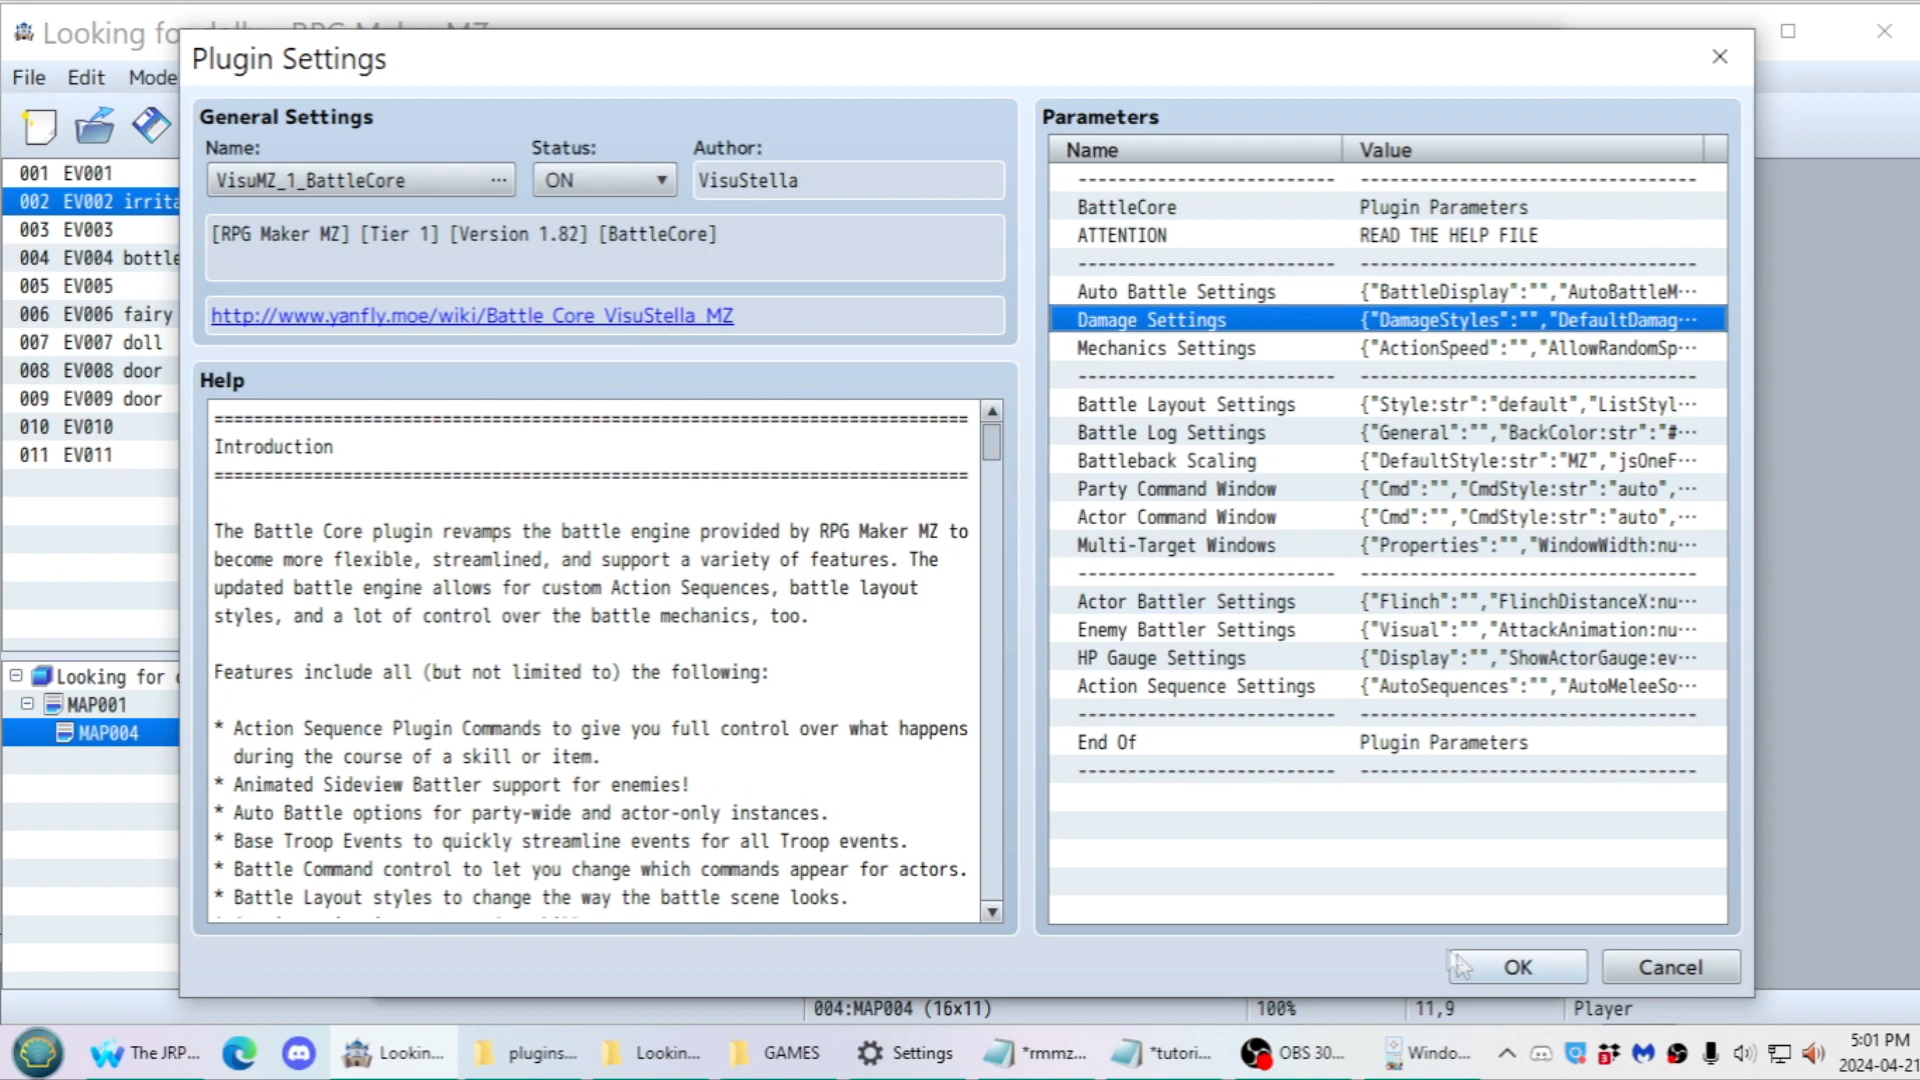 Looking fo
Plugin Settings
File Edit Mode
General Settings
Name: Status: Author:
VisuMZ_1_BattleCore ... ON VisuStella
[RPG Maker MZ] [Tier 1] [Version 1.82] [BattleCore]
http://www.yanfly.moe/wiki/Battle_Core_VisuStella_MZ
Help
================================================================================
Introduction
================================================================================
The Battle Core plugin revamps the battle engine provided by RPG Maker MZ to
become more flexible, streamlined, and support a variety of features. The
updated battle engine allows for custom Action Sequences, battle layout
styles, and a lot of control over the battle mechanics, too.
Features include all (but not limited to) the following:
* Action Sequence Plugin Commands to give you full control over what happens
during the course of a skill or item.
* Animated Sideview Battler support for enemies!
* Auto Battle options for party-wide and actor-only instances.
* Base Troop Events to quickly streamline events for all Troop events.
* Battle Command control to let you change which commands appear for actors.
* Battle Layout styles to change the way the battle scene looks.
Parameters
Name Value
-------------------------- ----------------------------------
BattleCore Plugin Parameters
ATTENTION READ THE HELP FILE
-------------------------- ----------------------------------
Auto Battle Settings {"BattleDisplay":"","AutoBattleM…
Damage Settings {"DamageStyles":"","DefaultDamag…
Mechanics Settings {"ActionSpeed":"","AllowRandomSp…
-------------------------- ----------------------------------
Battle Layout Settings {"Style:str":"default","ListStyl…
Battle Log Settings {"General":"","BackColor:str":"#…
Battleback Scaling {"DefaultStyle:str":"MZ","jsOneF…
Party Command Window {"Cmd":"","CmdStyle:str":"auto",…
Actor Command Window {"Cmd":"","CmdStyle:str":"auto",…
Multi-Target Windows {"Properties":"","WindowWidth:nu…
-------------------------- ----------------------------------
Actor Battler Settings {"Flinch":"","FlinchDistanceX:nu…
Enemy Battler Settings {"Visual":"","AttackAnimation:nu…
HP Gauge Settings {"Display":"","ShowActorGauge:ev…
Action Sequence Settings {"AutoSequences":"","AutoMeleeSo…
-------------------------- ----------------------------------
End Of Plugin Parameters
-------------------------- ----------------------------------
OK Cancel
001 EV001
002 EV002 irrita
003 EV003
004 EV004 bottle
005 EV005
006 EV006 fairy
007 EV007 doll
008 EV008 door
009 EV009 door
010 EV010
011 EV011
Looking for
MAP001
MAP004
004:MAP004 (16x11) 100% 11,9 Player
The JRP... Lookin... plugins... Lookin... GAMES Settings *rmmz... *tutori... OBS 30... Windo...
5:01 PM
2024-04-21